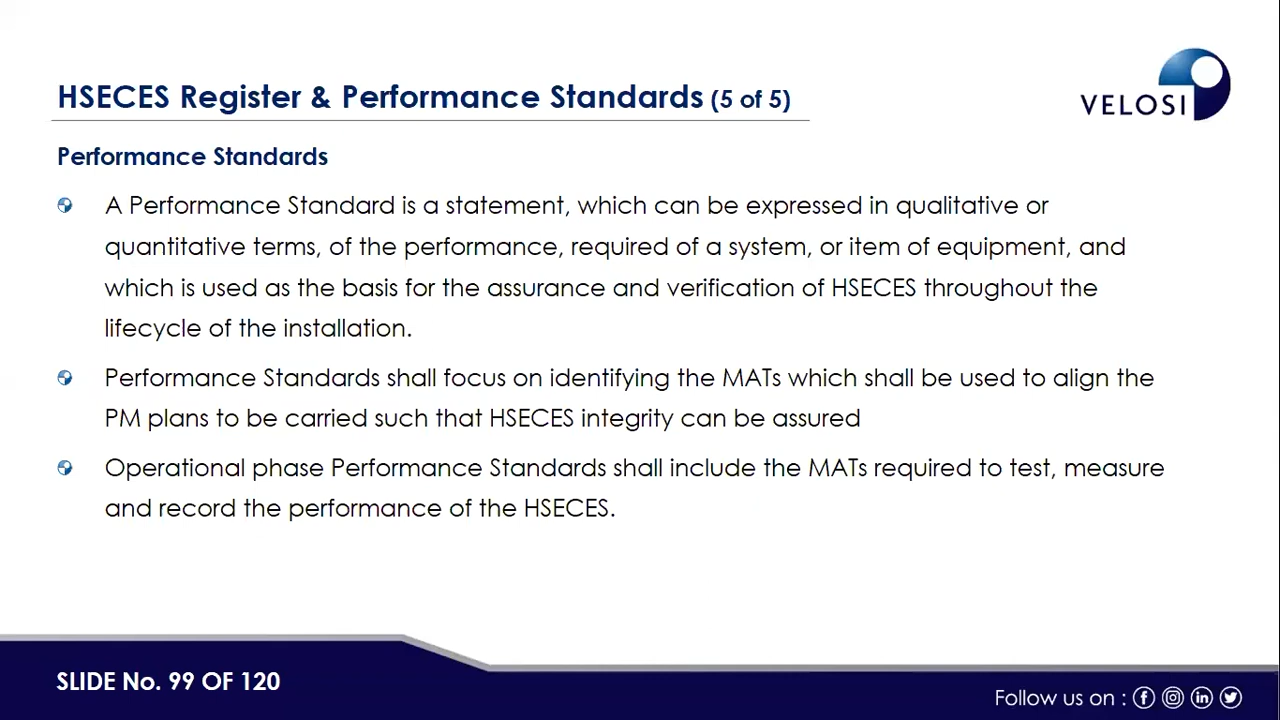 HSECES Register & Performance Standards (5 of 5)
VELOSI
Performance Standards
A Performance Standard is a statement, which can be expressed in qualitative or
quantitative terms, of the performance, required of a system, or item of equipment, and
which is used as the basis for the assurance and verification of HSECES throughout the
lifecycle of the installation.
Performance Standards shall focus on identifying the MATs which shall be used to align the
PM plans to be carried such that HSECES integrity can be assured
Operational phase Performance Standards shall include the MATs required to test, measure
and record the performance of the HSECES.
SLIDE No. 99 OF 120
Follow us on :